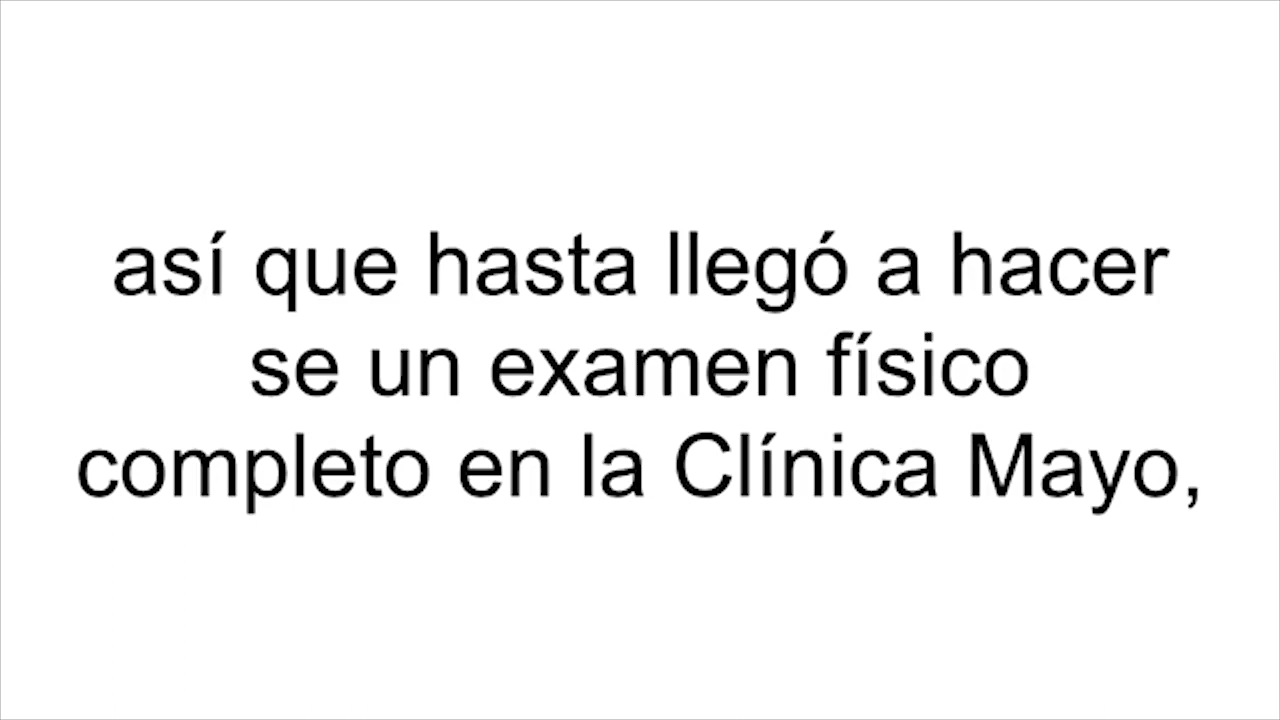 así que hasta llegó a hacer
se un examen físico
completo en la Clínica Mayo,